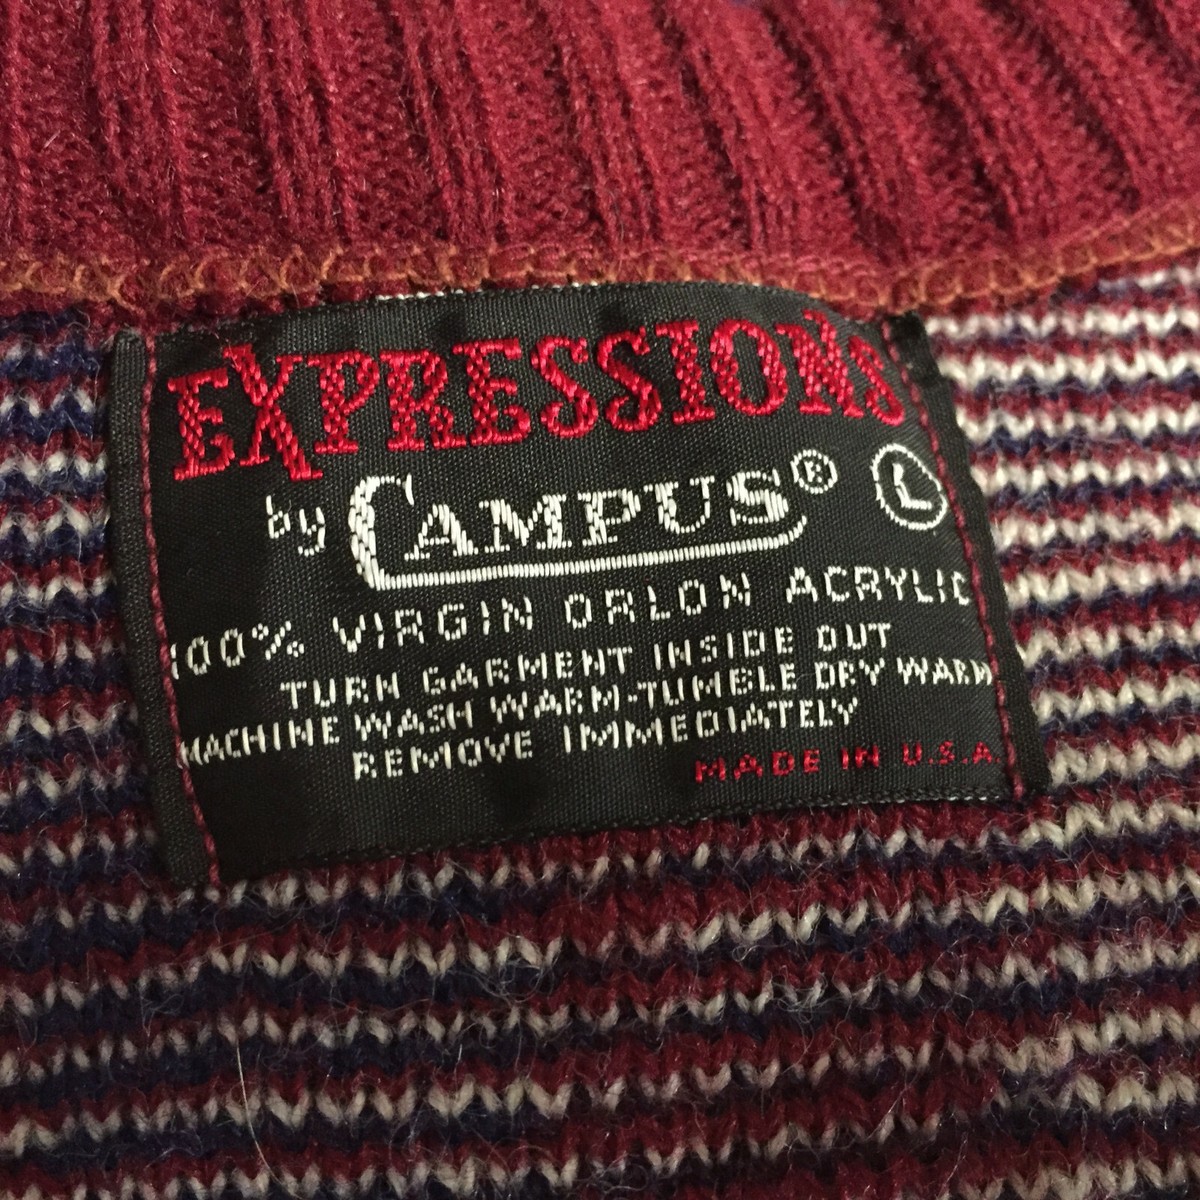 EXPRESSIONS
by CAMPUS® L
100% VIRGIN ORLON ACRYLIC
TURN GARMENT INSIDE OUT
MACHINE WASH WARM-TUMBLE DRY WARM
REMOVE IMMEDIATELY
MADE IN U.S.A.